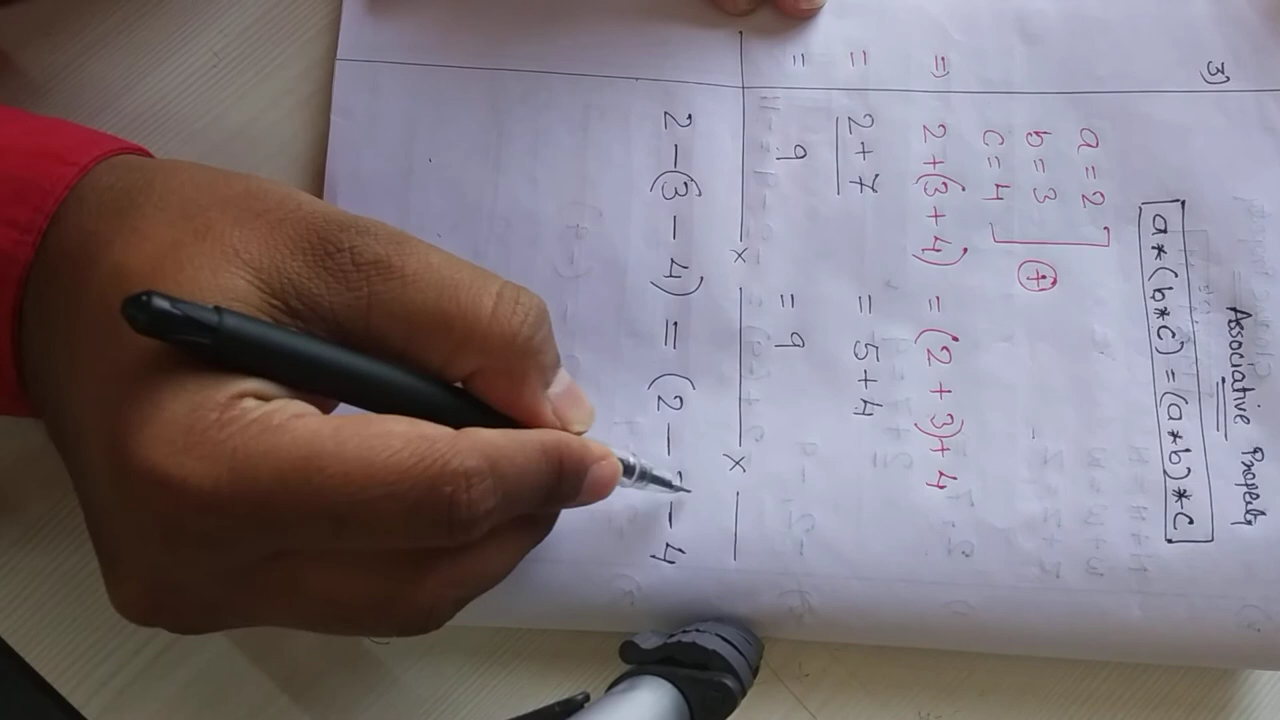 3) Associative Property
a * (b * c) = (a * b) * c
a = 2
b = 3 +
c = 4
⇒ 2 + (3 + 4) = (2 + 3) + 4
= 2 + 7 = 5 + 4
= 9 = 9
× ×
2 - (3 - 4) = (2 - - 4